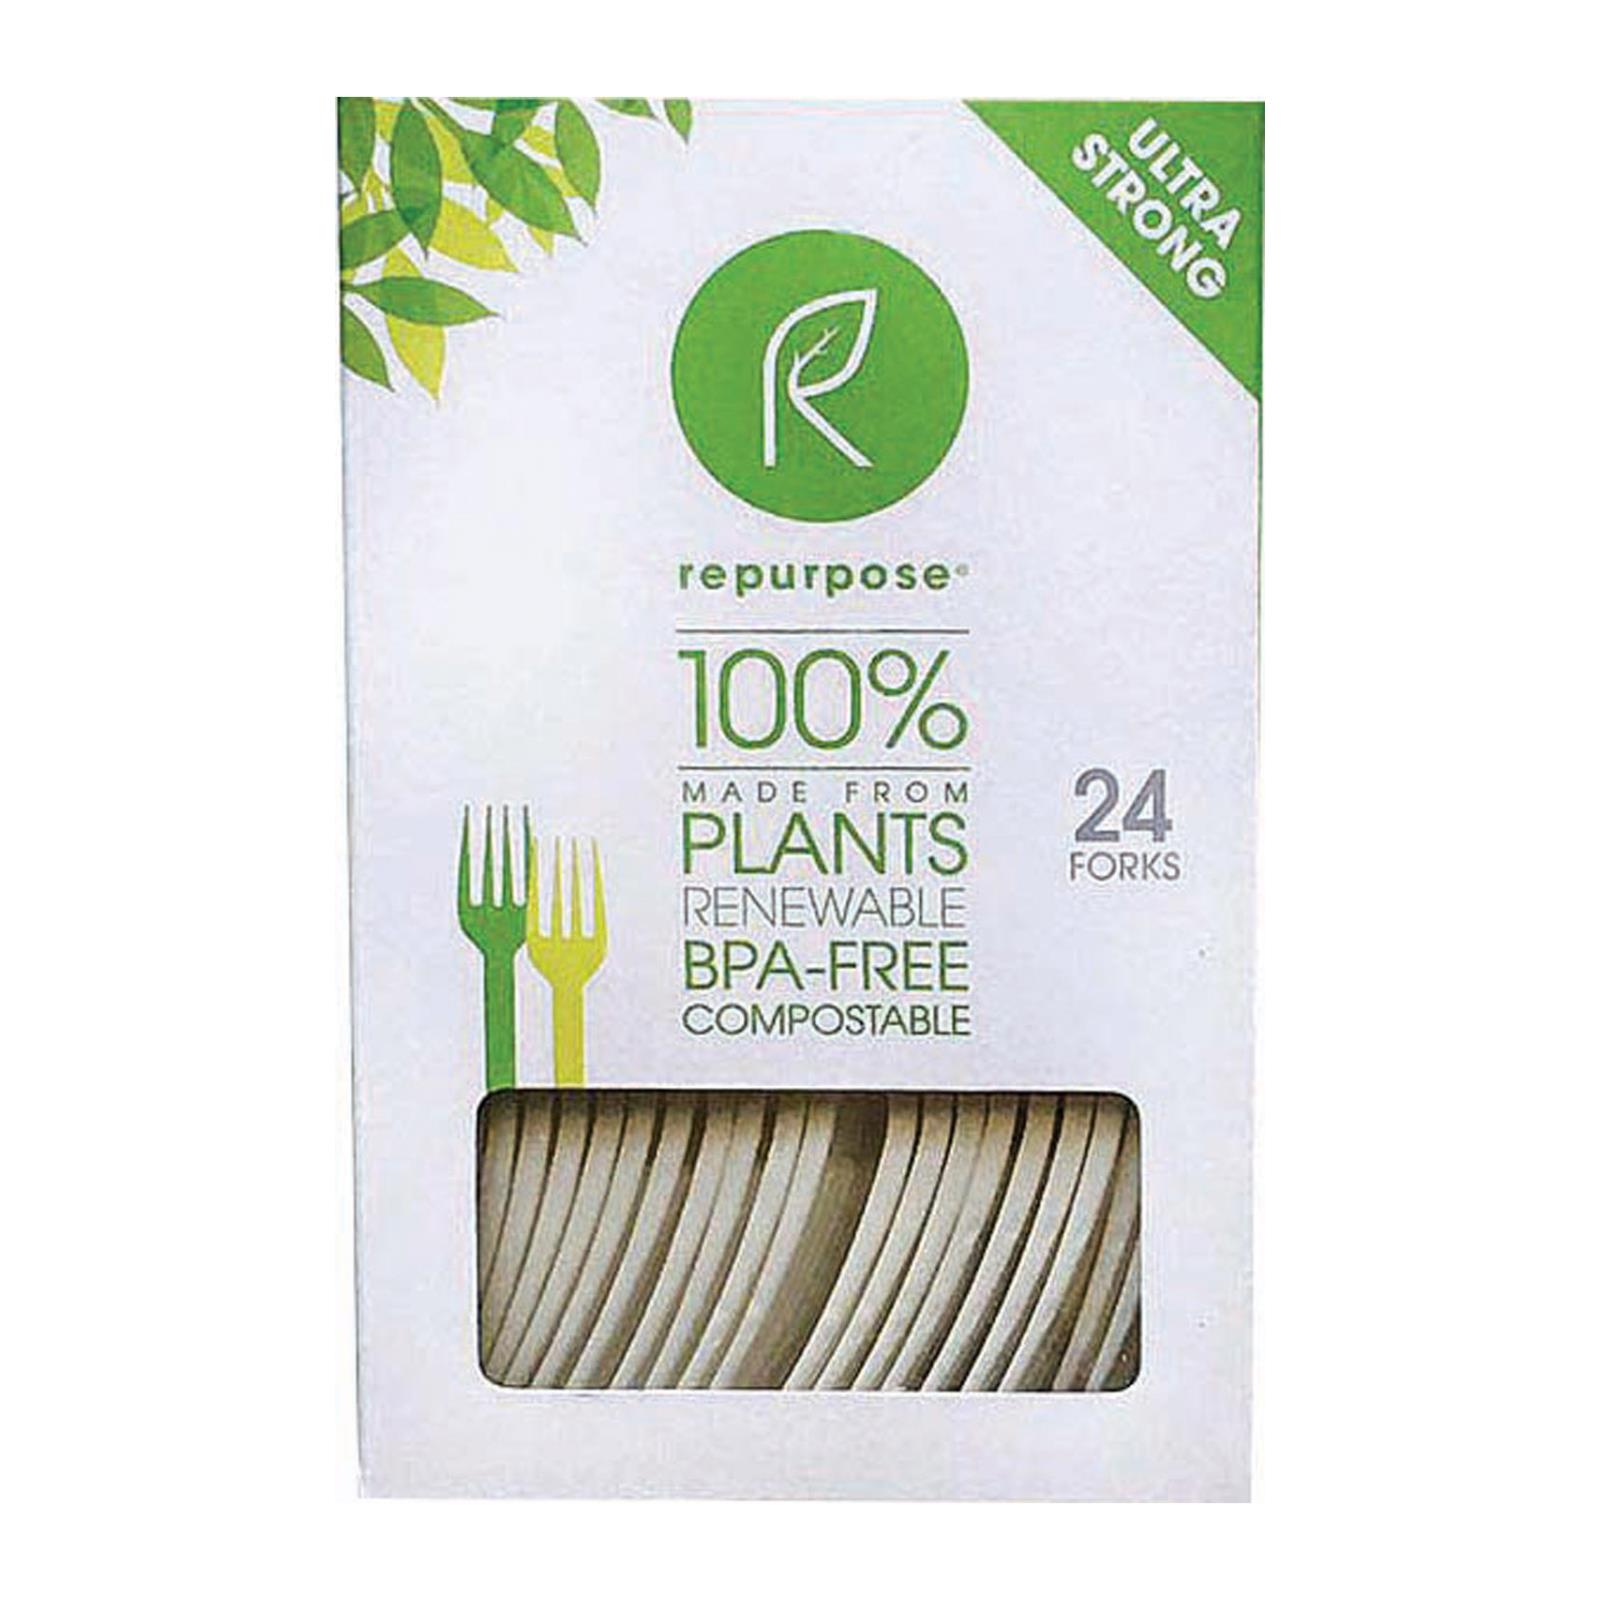 ULTRA
STRONG
R
repurpose®
100%
MADE FROM
PLANTS
RENEWABLE
BPA-FREE
COMPOSTABLE
24
FORKS